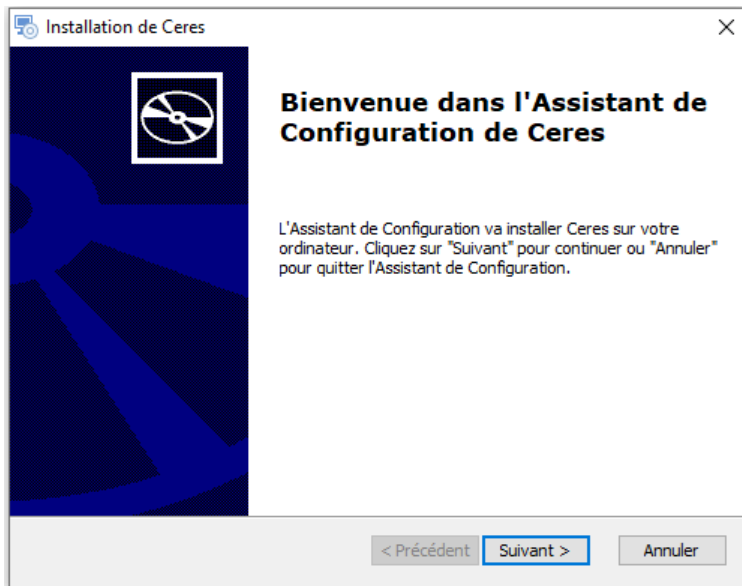 Installation de Ceres
Bienvenue dans l'Assistant de
Configuration de Ceres
L'Assistant de Configuration va installer Ceres sur votre
ordinateur. Cliquez sur "Suivant" pour continuer ou "Annuler"
pour quitter l'Assistant de Configuration.
< Précédent Suivant > Annuler